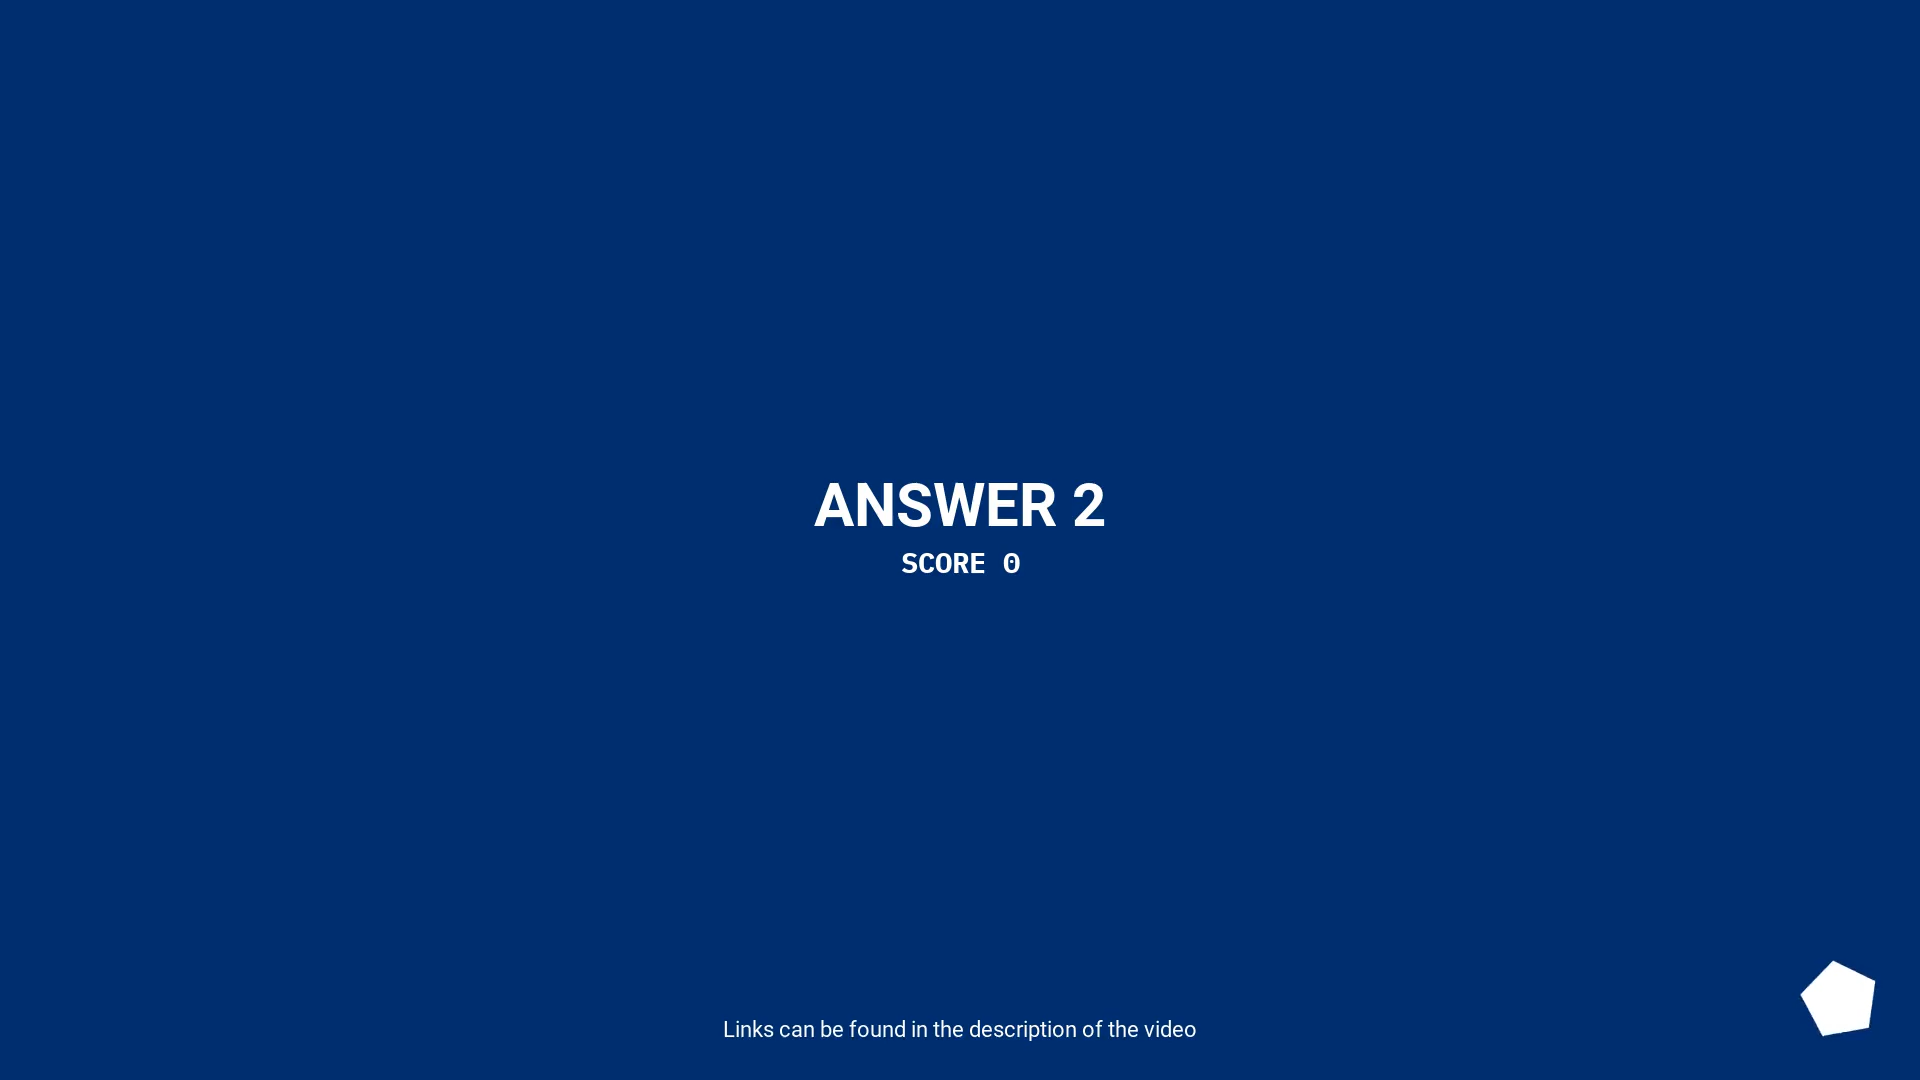 ANSWER 2
SCORE 0
Links can be found in the description of the video